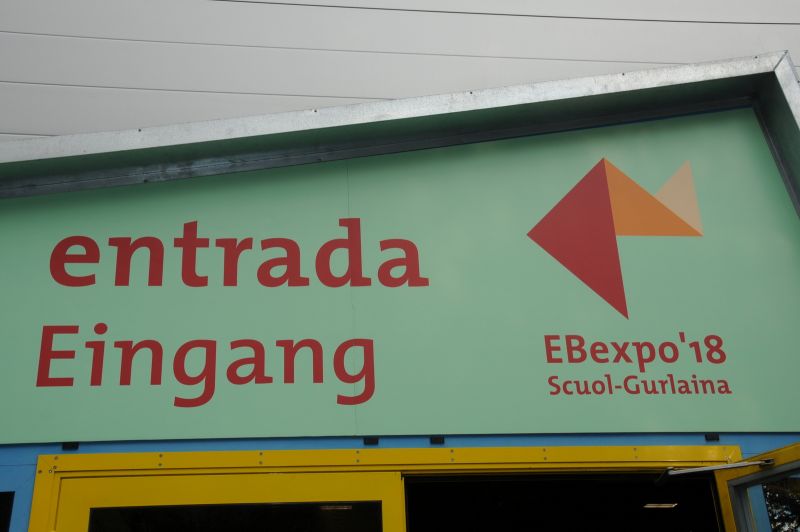 entrada
Eingang
EBexpo'18
Scuol-Gurlaina